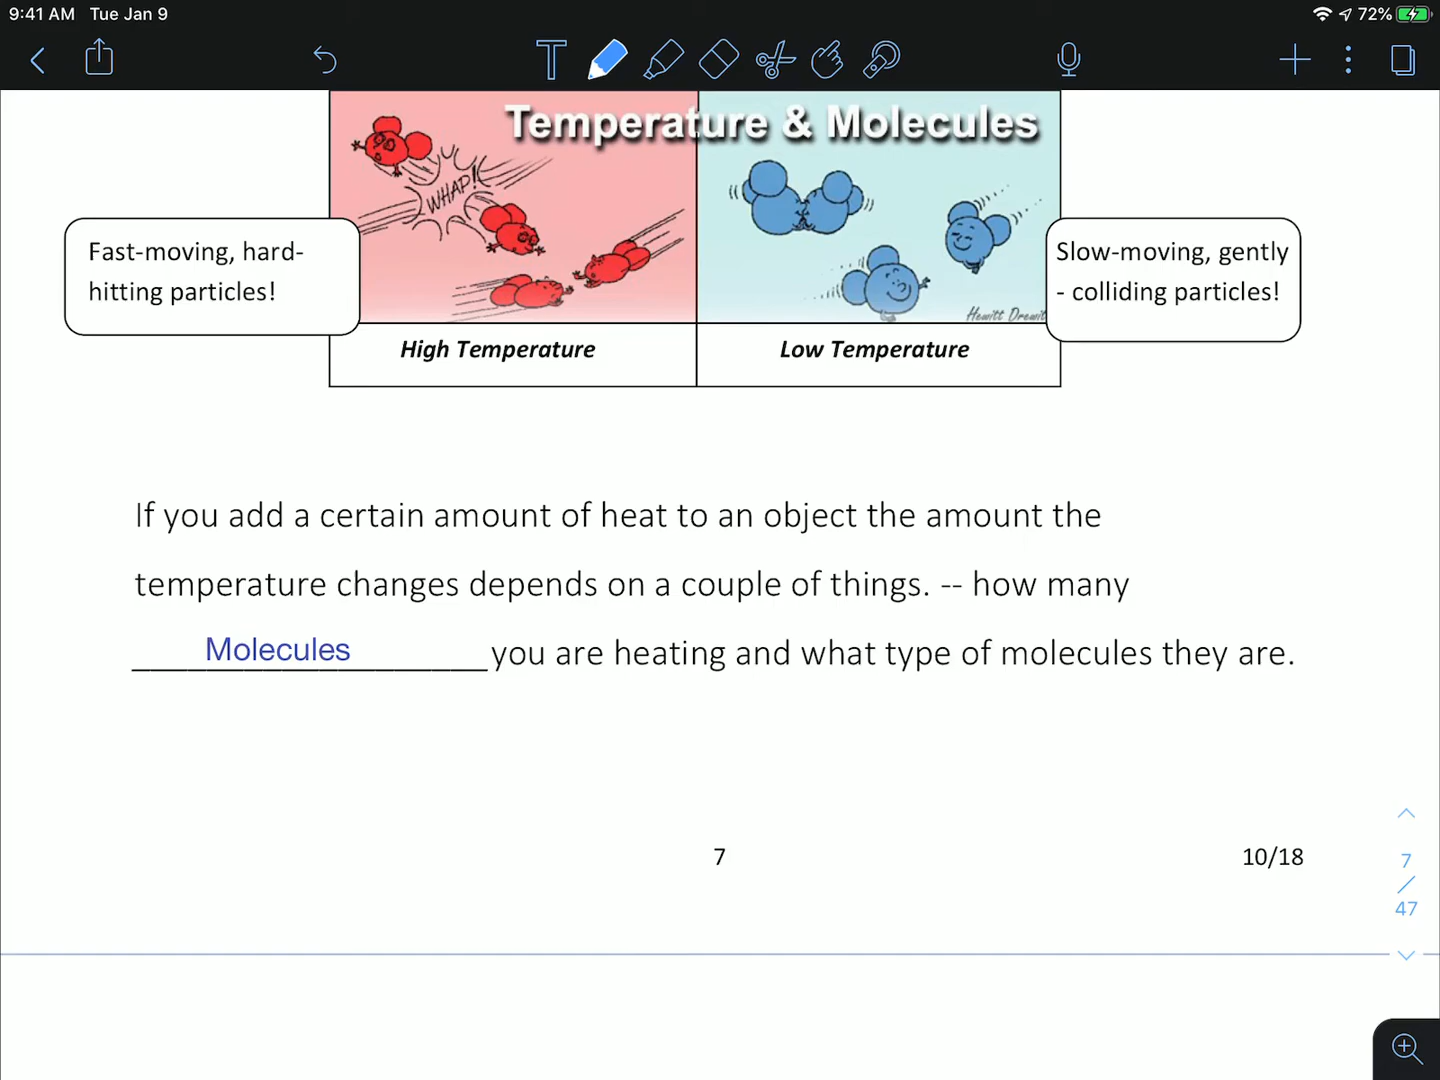 9:41 AM Tue Jan 9
72%
Temperature & Molecules
WHAP!
Fast-moving, hard-
hitting particles!
Slow-moving, gently
- colliding particles!
Hewitt Drewit
High Temperature
Low Temperature
If you add a certain amount of heat to an object the amount the
temperature changes depends on a couple of things. -- how many
Molecules you are heating and what type of molecules they are.
7
10/18
7
/
47